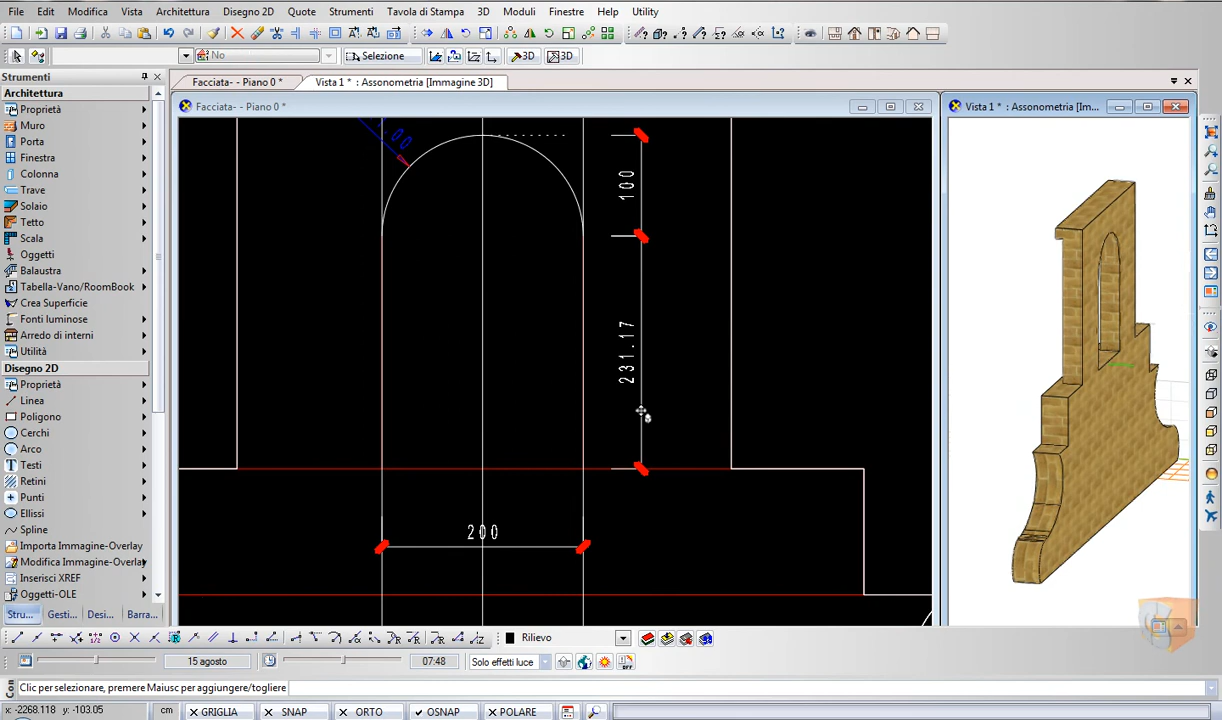 File Edit Modifica Vista Architettura Disegno 2D Quote Strumenti Tavola di Stampa 3D Moduli Finestre Help Utility
No Selezione 3D 3D
Strumenti
Facciata- - Piano 0 * Vista 1 * : Assonometria [Immagine 3D]
Architettura
Facciata- - Piano 0 *
Vista 1 * : Assonometria [Im...
Proprietà
Muro
Porta
Finestra
Colonna
Trave
Solaio
Tetto
Scala
Oggetti
Balaustra
Tabella-Vano/RoomBook
Crea Superficie
Fonti luminose
Arredo di interni
Utilità
Disegno 2D
Proprietà
Linea
Poligono
Cerchi
Arco
Testi
Retini
Punti
Ellissi
Spline
Importa Immagine-Overlay
Modifica Immagine-Overlay
Inserisci XREF
Oggetti-OLE
Stru... Gesti... Desi... Barra...
100
231.17
200
Rilievo
15 agosto 07:48 Solo effetti luce
Con Clic per selezionare, premere Maiusc per aggiungere/togliere
x: -2268.118 y: -103.05 cm GRIGLIA SNAP ORTO OSNAP POLARE